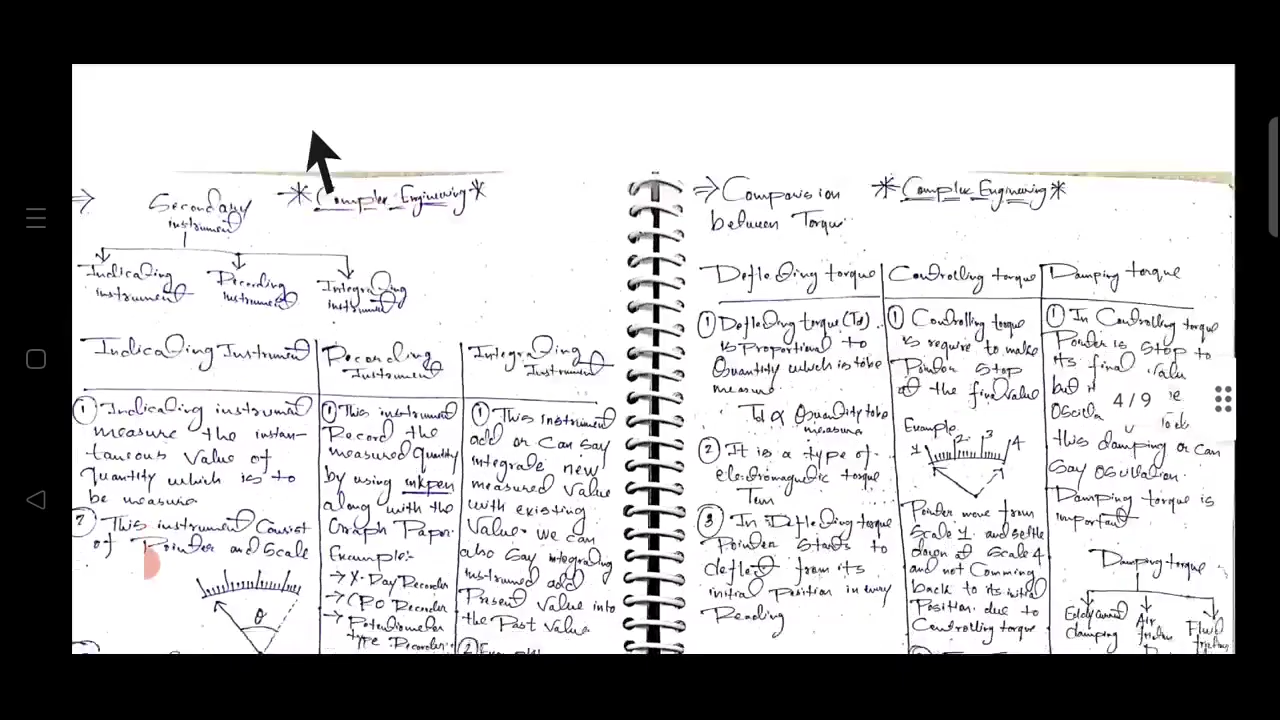 ⇒ Secondary instrument
* Complex Engineering *
Indicating instrument
Recording instrument
Integrating instrument
Indicating Instrument
Recording Instrument
Integrating Instrument
① Indicating instrument
measure the instan-
taneous value of
quantity which is to
be measure
② This instrument Consist
of Pointer and Scale
θ
① This instrument
Record the
measured quantity
by using inkpen
along with the
Graph Paper.
Example:-
→ X-Day Recorder
→ CRO Recorder
→ Potentiometer
type Recorder.
① This instrument
add or Can say
integrate new
measured value
with existing
Value. we can
also say integrating
instrument add
Present value into
the Past value.
⇒ Comparision
between Torque
* Complex Engineering *
Deflecting torque
Controlling torque
Damping torque
① Deflecting torque (Td)
is proportional to
Quantity which is to be
measure
Td α Quantity to be
measure
② It is a type of
electromagnetic torque
③ In Deflecting torque
Pointer Starts to
deflect from its
initial Position in every
Reading
① Controlling torque
is require to make
Pointer Stop
at the final value
Example
1 2 3 4
Pointer move from
Scale 1 and settle
down at Scale 4
and not Comming
back to its initial
Position due to
Controlling torque
① In Controlling torque
Pointer is Stop to
its final value
but
4/9
this damping or can
Say Oscillation.
Damping torque is
important
Damping torque
Eddy current
damping
Air
friction
Fluid
friction